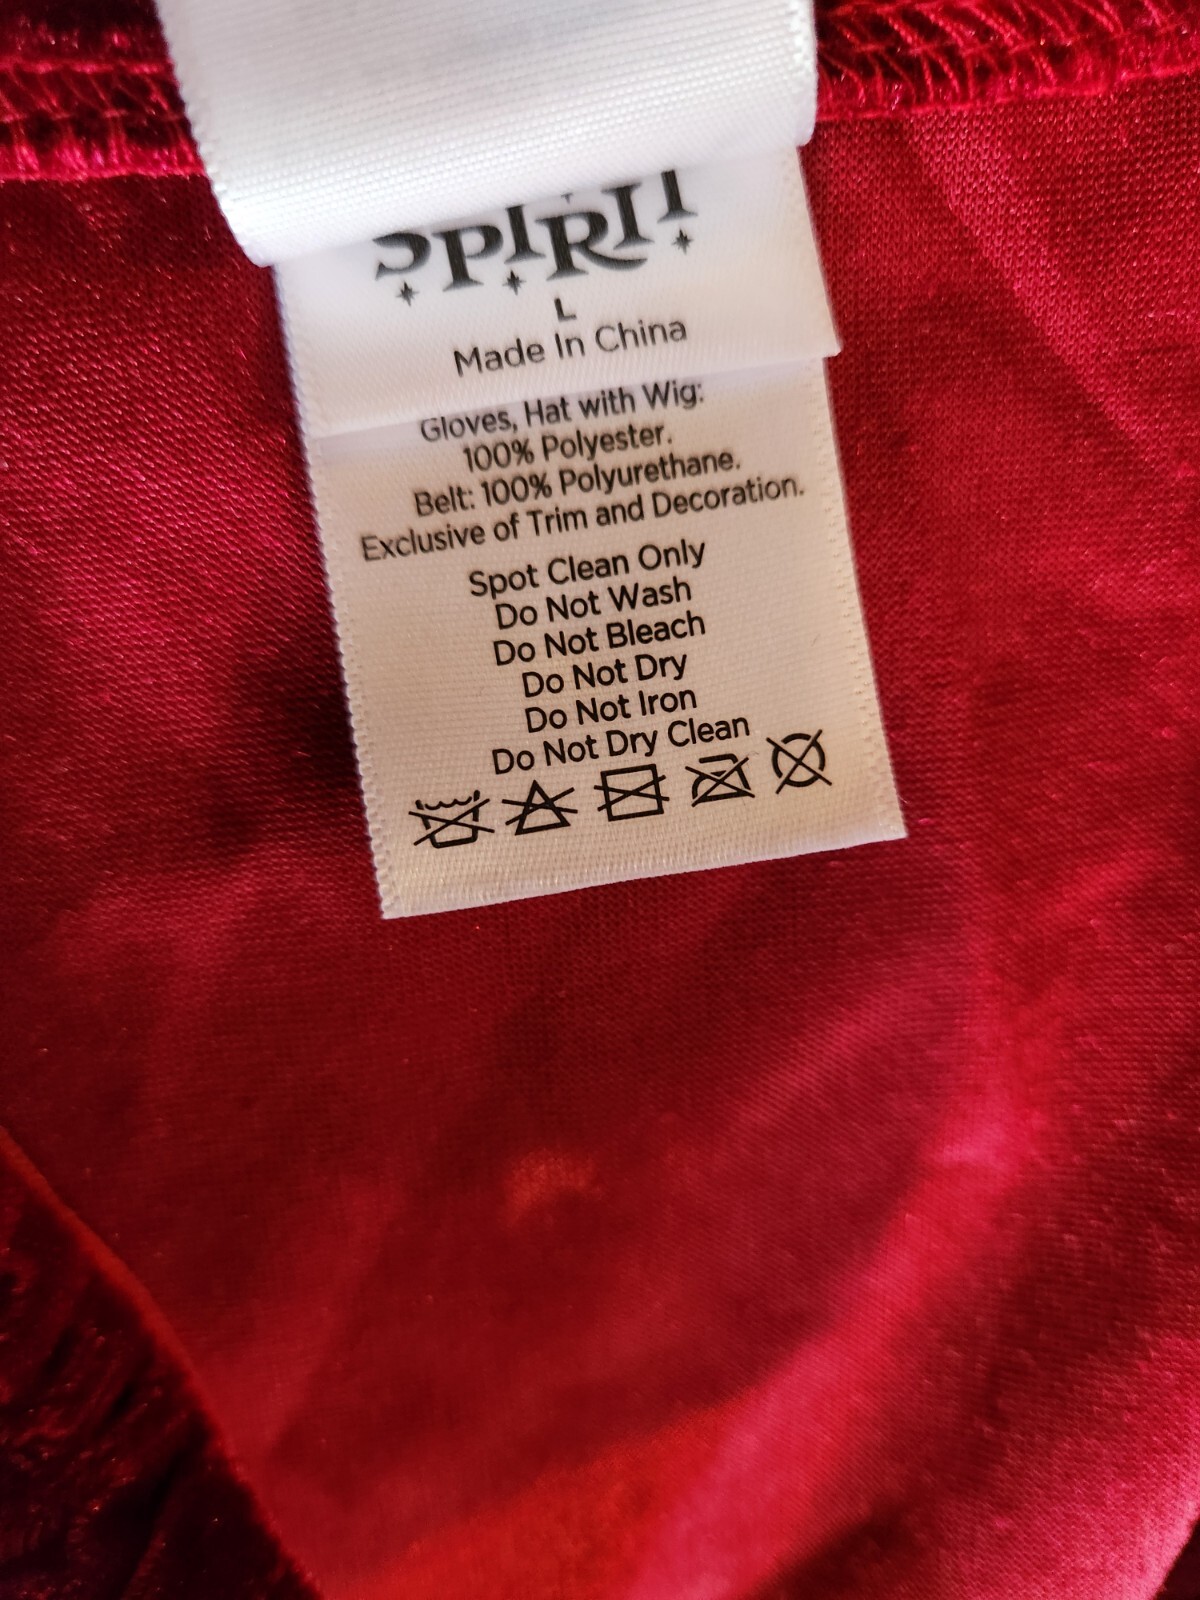 SPIRIT
L
Made In China
Gloves, Hat with Wig:
100% Polyester.
Belt: 100% Polyurethane.
Exclusive of Trim and Decoration.
Spot Clean Only
Do Not Wash
Do Not Bleach
Do Not Dry
Do Not Iron
Do Not Dry Clean